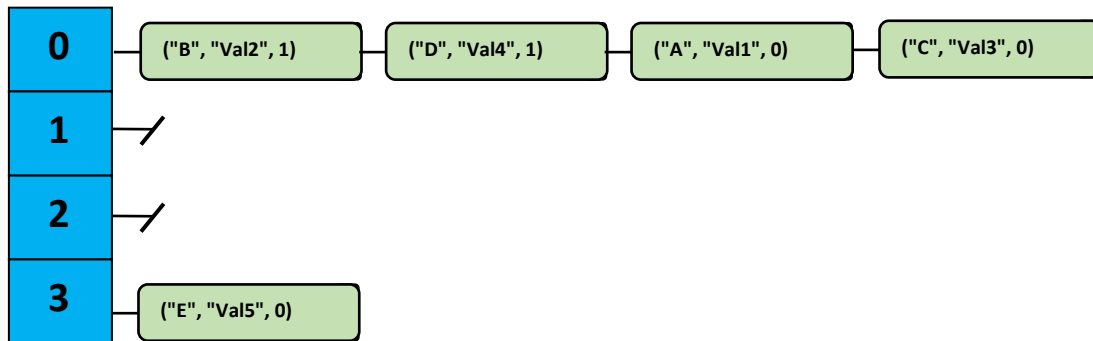 0 ("B", "Val2", 1) ("D", "Val4", 1) ("A", "Val1", 0) ("C", "Val3", 0)
1
2
3 ("E", "Val5", 0)